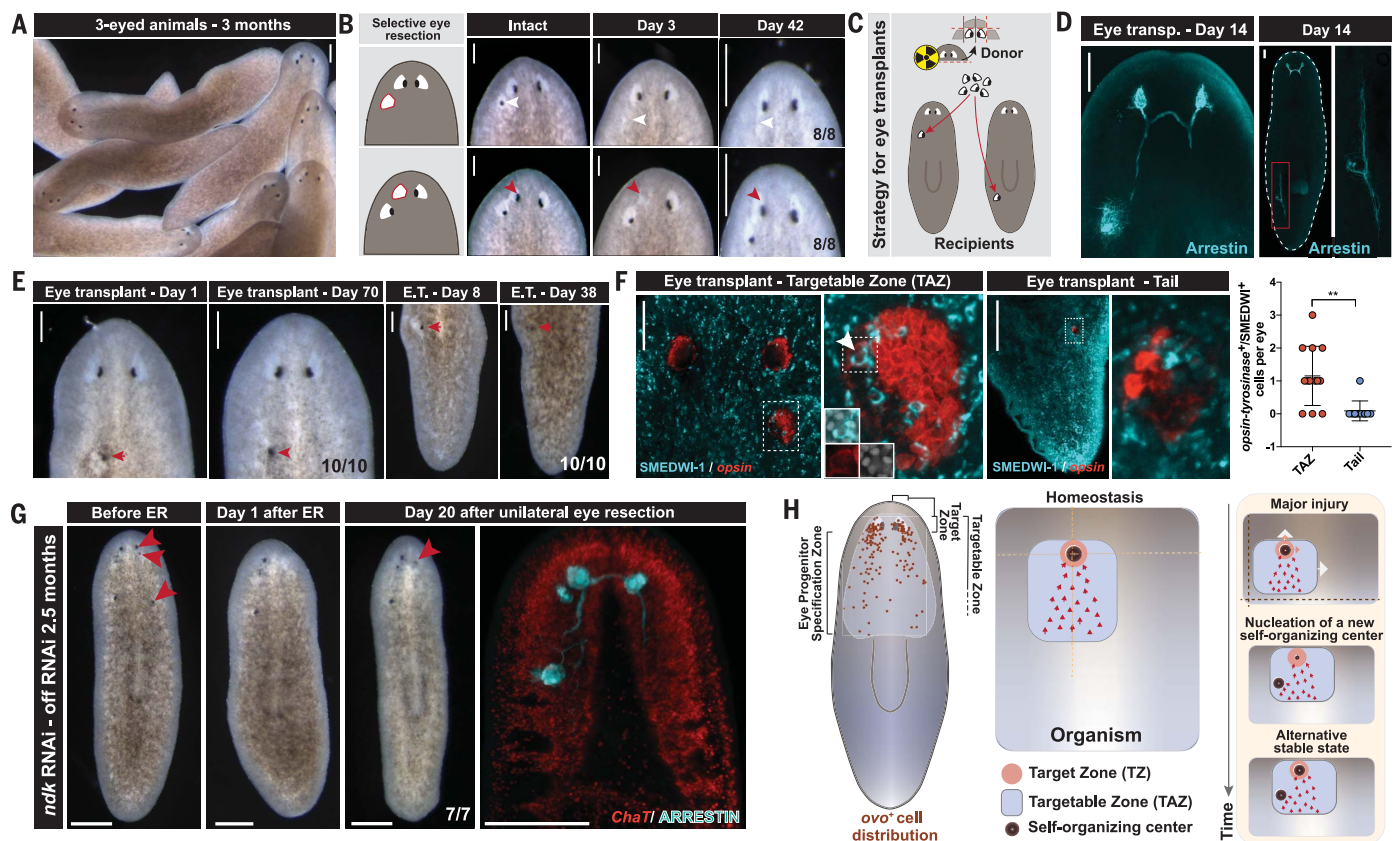 A
3-eyed animals - 3 months
B
Selective eye
resection
Intact
Day 3
Day 42
8/8
8/8
C
Strategy for eye transplants
Donor
Recipients
D
Eye transp. - Day 14
Day 14
Arrestin
Arrestin
E
Eye transplant - Day 1
Eye transplant - Day 70
E.T. - Day 8
E.T. - Day 38
10/10
10/10
F
Eye transplant - Targetable Zone (TAZ)
Eye transplant - Tail
SMEDWI-1 / opsin
SMEDWI-1 / opsin
opsin-tyrosinase+/SMEDWI+
cells per eye
4
3
2
1
0
-1
**
TAZ
Tail
G
ndk RNAi - off RNAi 2.5 months
Before ER
Day 1 after ER
Day 20 after unilateral eye resection
7/7
ChaT/ ARRESTIN
H
Eye Progenitor
Specification Zone
Target
Zone
Targetable Zone
ovo+ cell
distribution
Homeostasis
Organism
Target Zone (TZ)
Targetable Zone (TAZ)
Self-organizing center
Time
Major injury
Nucleation of a new
self-organizing center
Alternative
stable state